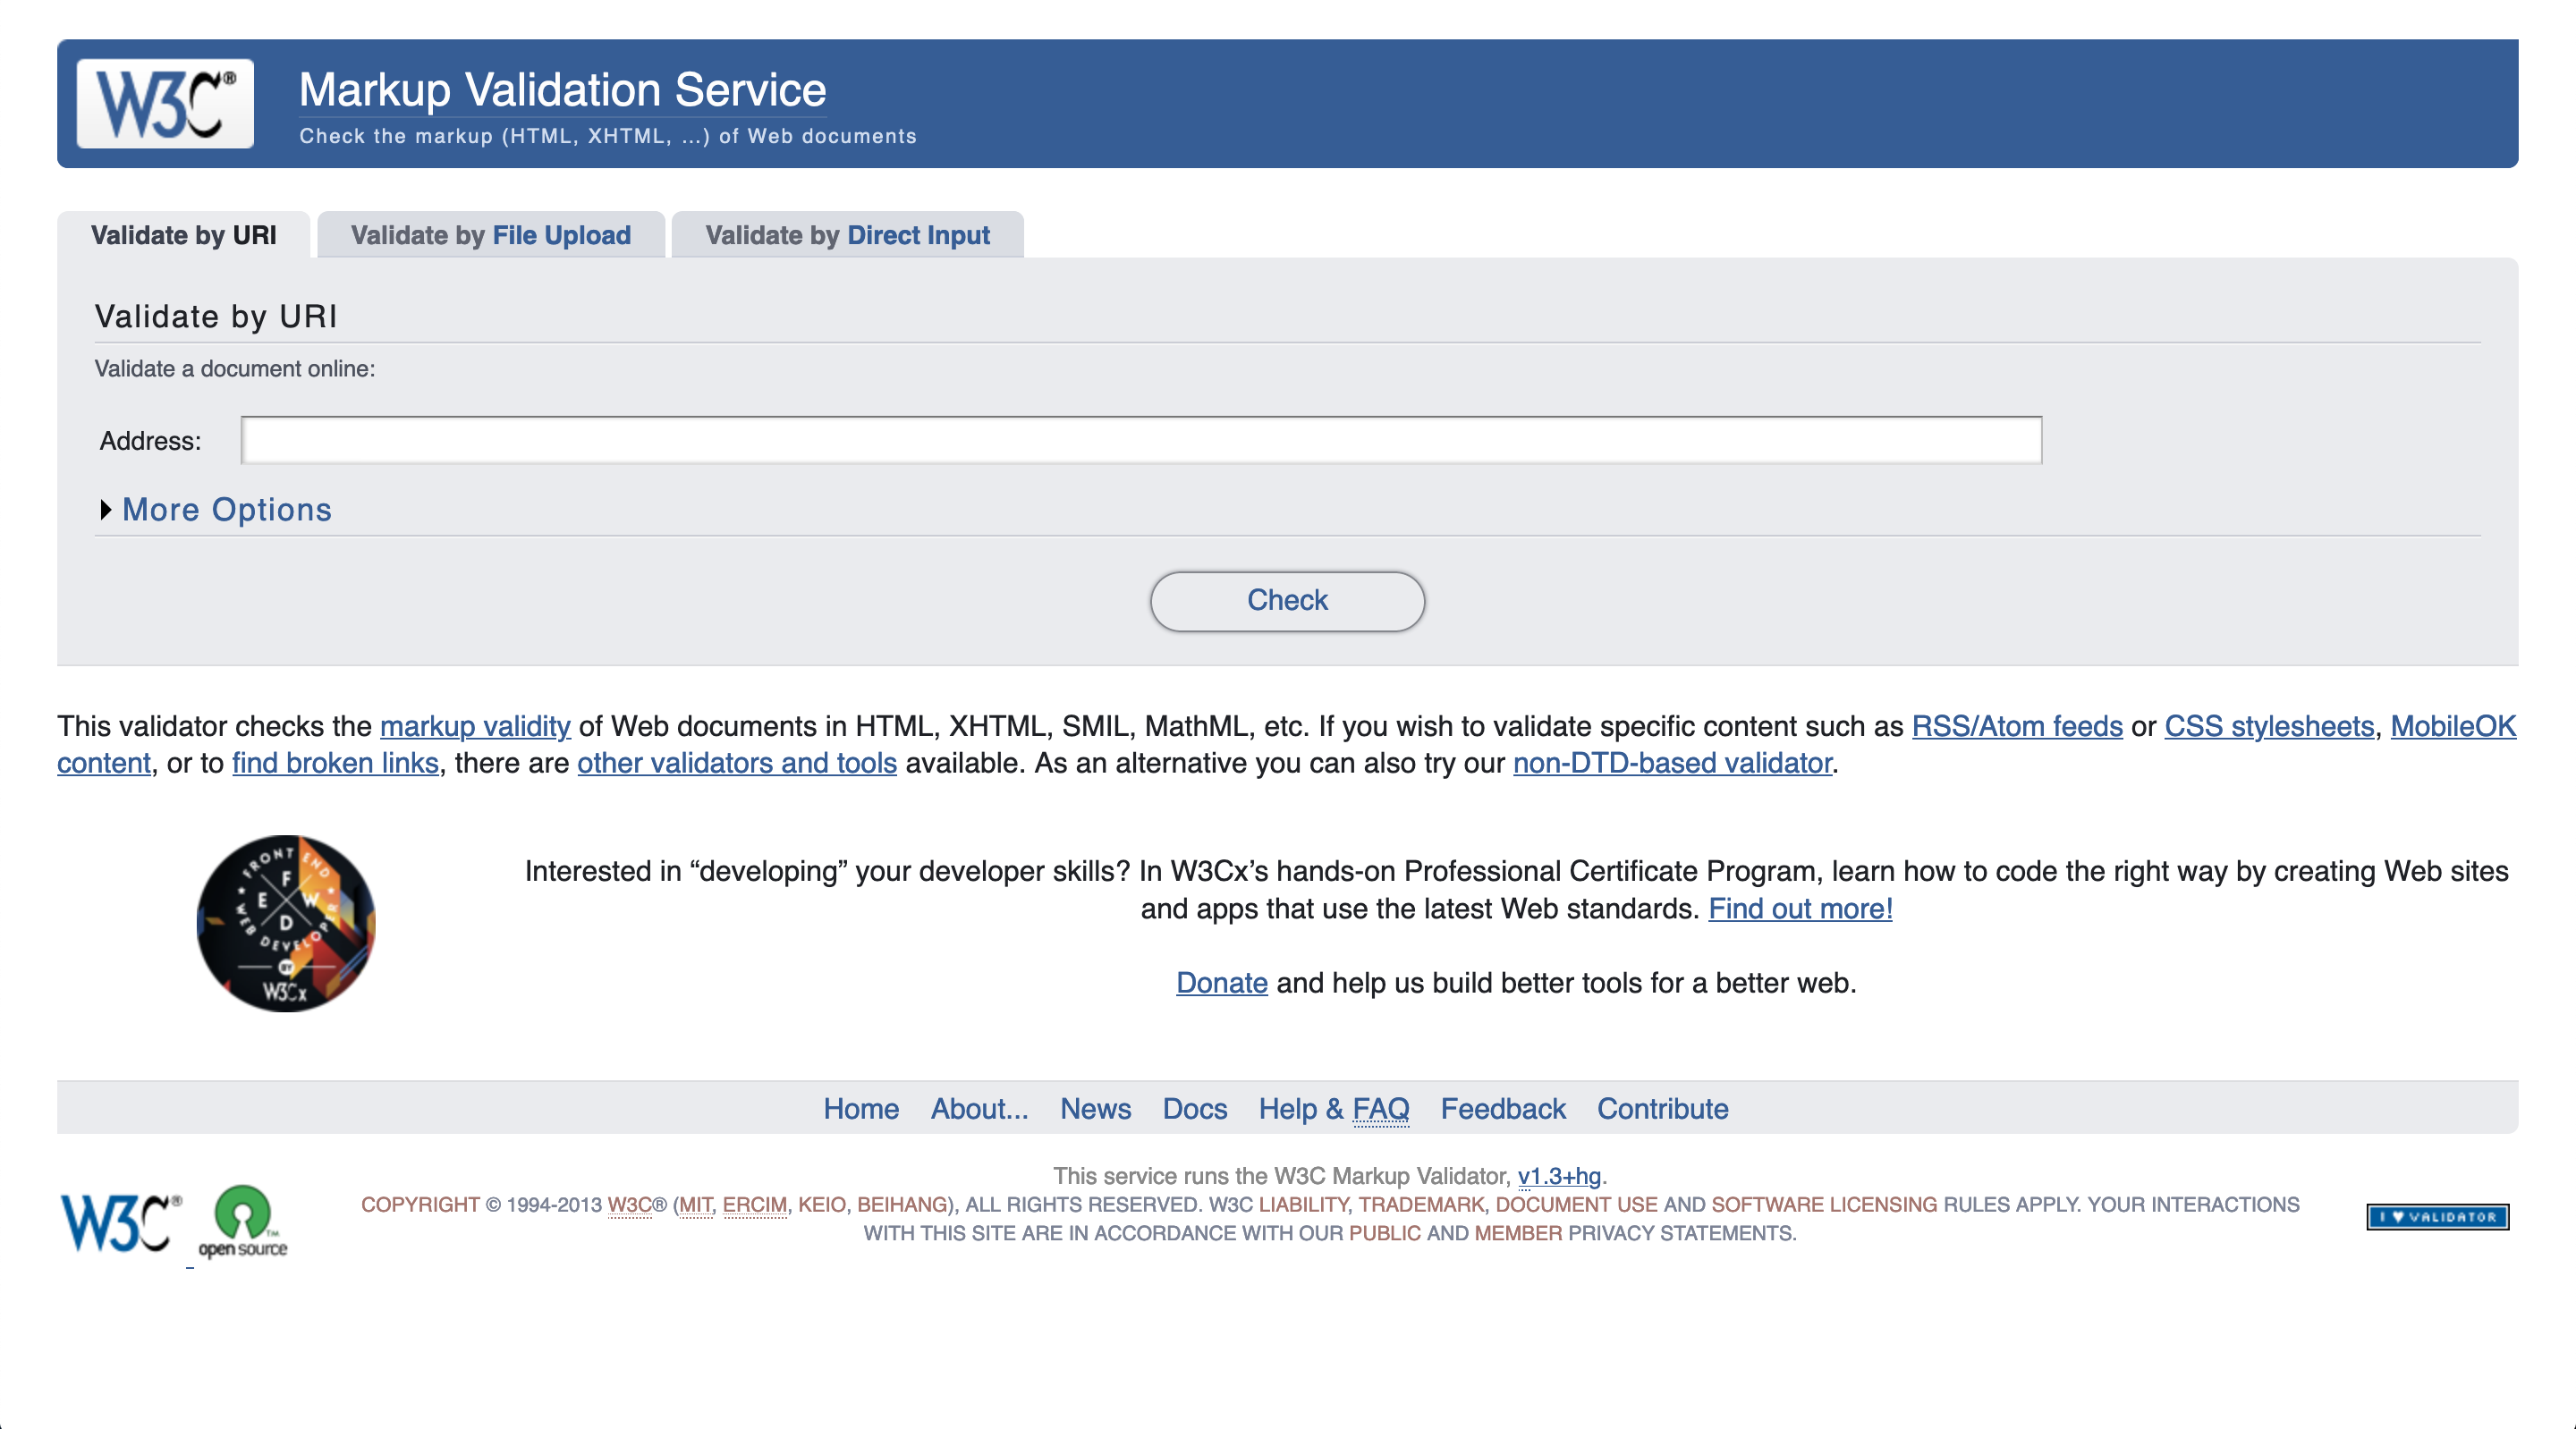 W3C®
Markup Validation Service
Check the markup (HTML, XHTML, ...) of Web documents
Validate by URI
Validate by File Upload
Validate by Direct Input
Validate by URI
Validate a document online:
Address:
More Options
Check
This validator checks the markup validity of Web documents in HTML, XHTML, SMIL, MathML, etc. If you wish to validate specific content such as RSS/Atom feeds or CSS stylesheets, MobileOK
content, or to find broken links, there are other validators and tools available. As an alternative you can also try our non-DTD-based validator.
FRONT END
WEB DEVELOPER
F
E W
D
BY
W3Cx
Interested in “developing” your developer skills? In W3Cx’s hands-on Professional Certificate Program, learn how to code the right way by creating Web sites
and apps that use the latest Web standards. Find out more!
Donate and help us build better tools for a better web.
Home About... News Docs Help & FAQ Feedback Contribute
W3C®
open source™
This service runs the W3C Markup Validator, v1.3+hg.
COPYRIGHT © 1994-2013 W3C® (MIT, ERCIM, KEIO, BEIHANG), ALL RIGHTS RESERVED. W3C LIABILITY, TRADEMARK, DOCUMENT USE AND SOFTWARE LICENSING RULES APPLY. YOUR INTERACTIONS
WITH THIS SITE ARE IN ACCORDANCE WITH OUR PUBLIC AND MEMBER PRIVACY STATEMENTS.
I ♥ VALIDATOR